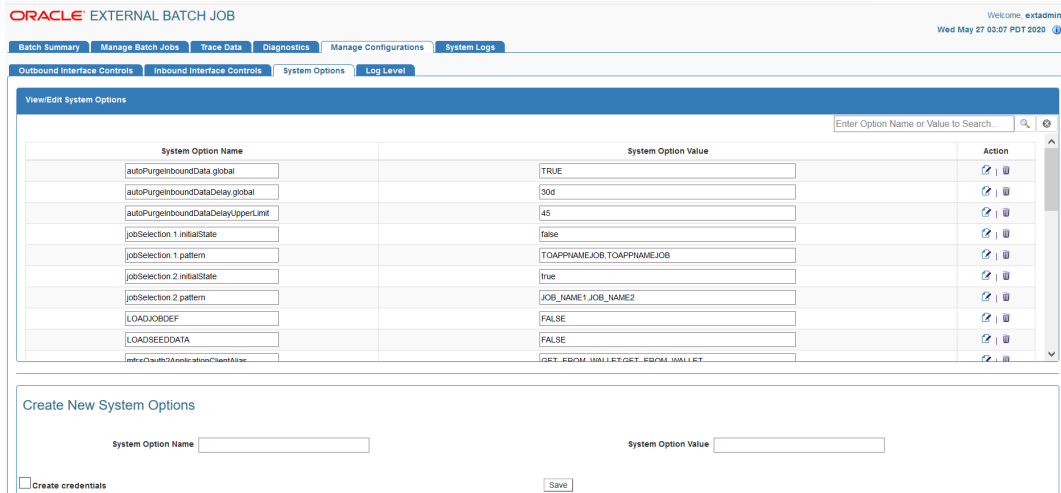 ORACLE EXTERNAL BATCH JOB
Welcome, extadmin
Wed May 27 03:07 PDT 2020
Batch Summary Manage Batch Jobs Trace Data Diagnostics Manage Configurations System Logs
Outbound Interface Controls Inbound Interface Controls System Options Log Level
View/Edit System Options
Enter Option Name or Value to Search...
System Option Name System Option Value Action
autoPurgeInboundData.global TRUE
autoPurgeInboundDataDelay.global 30d
autoPurgeInboundDataDelayUpperLimit 45
jobSelection.1.initialState false
jobSelection.1.pattern TOAPPNAMEJOB,TOAPPNAMEJOB
jobSelection.2.initialState true
jobSelection.2.pattern JOB_NAME1,JOB_NAME2
LOADJOBDEF FALSE
LOADSEEDDATA FALSE
mfcsOauth2ApplicationClientAlias GET_FROM_WALLET:GET_FROM_WALLET
Create New System Options
System Option Name System Option Value
Create credentials Save